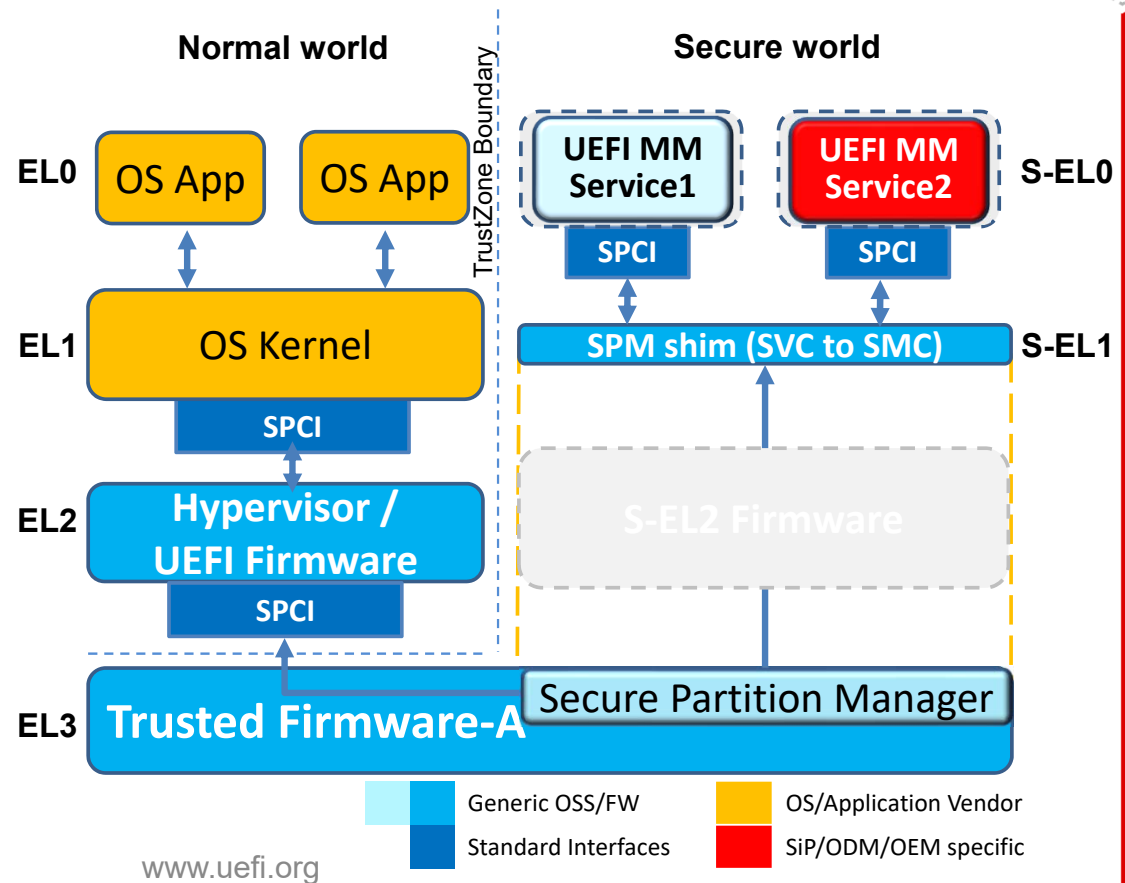 Normal world
Secure world
TrustZone Boundary
EL0
OS App
OS App
UEFI MM
Service1
UEFI MM
Service2
S-EL0
SPCI
SPCI
EL1
OS Kernel
SPM shim (SVC to SMC)
S-EL1
SPCI
EL2
Hypervisor /
UEFI Firmware
S-EL2 Firmware
SPCI
EL3
Trusted Firmware-A
Secure Partition Manager
Generic OSS/FW
OS/Application Vendor
Standard Interfaces
SiP/ODM/OEM specific
www.uefi.org